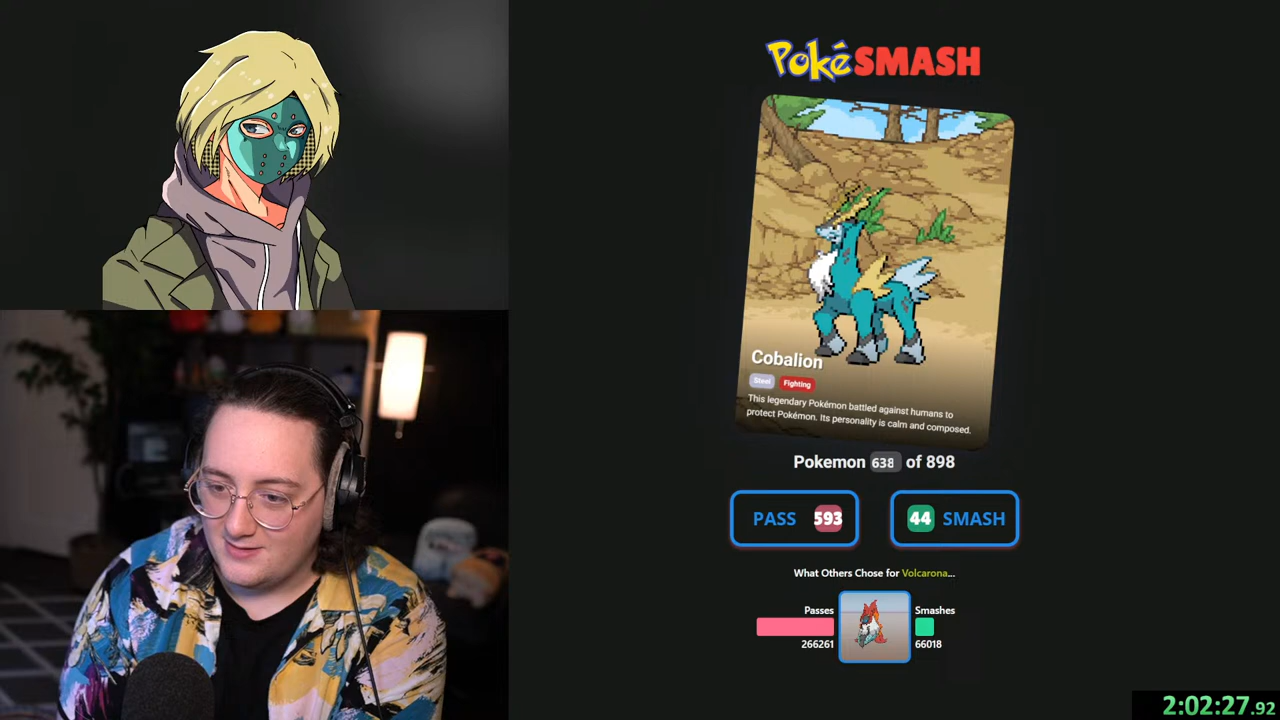 PokéSMASH
Cobalion
Steel Fighting
This legendary Pokémon battled against humans to
protect Pokémon. Its personality is calm and composed.
Pokemon 638 of 898
PASS 593
44 SMASH
What Others Chose for Volcarona...
Passes
266261
Smashes
66018
2:02:27.92